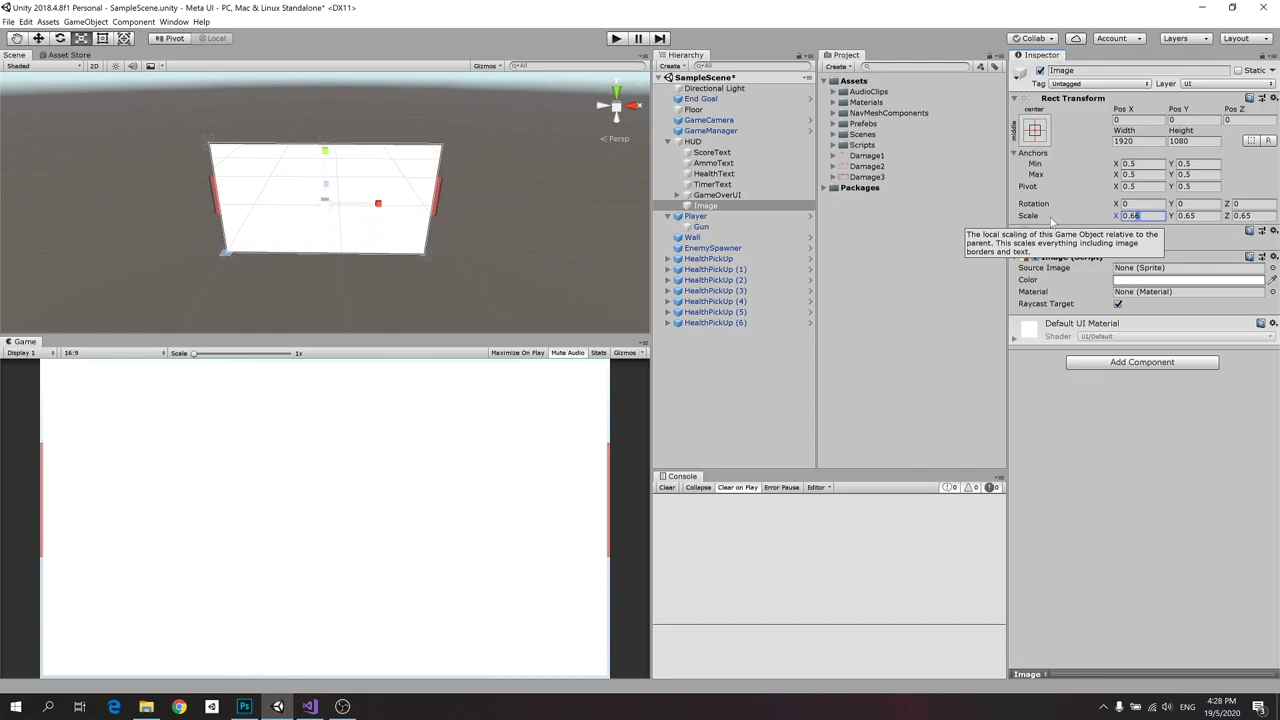 Unity 2018.4.8f1 Personal - SampleScene.unity - Meta UI - PC, Mac & Linux Standalone* <DX11>
File Edit Assets GameObject Component Window Help
Pivot Local Collab Account Layers Layout
Scene Asset Store
Shaded 2D Gizmos All
Persp
Game
Display 1 16:9 Scale 1x Maximize On Play Mute Audio Stats Gizmos
Hierarchy
Create All
SampleScene*
Directional Light
End Goal
Floor
GameCamera
GameManager
HUD
ScoreText
AmmoText
HealthText
TimerText
GameOverUI
Image
Player
Gun
Wall
EnemySpawner
HealthPickUp
HealthPickUp (1)
HealthPickUp (2)
HealthPickUp (3)
HealthPickUp (4)
HealthPickUp (5)
HealthPickUp (6)
Console
Clear Collapse Clear on Play Error Pause Editor 0 0 0
Project
Create
Assets
AudioClips
Materials
NavMeshComponents
Prefebs
Scenes
Scripts
Damage1
Damage2
Damage3
Packages
Inspector
Image Static
Tag Untagged Layer UI
Rect Transform
center Pos X Pos Y Pos Z
middle 0 0 0
Width Height
1920 1080 R
Anchors
Min X 0.5 Y 0.5
Max X 0.5 Y 0.5
Pivot X 0.5 Y 0.5
Rotation X 0 Y 0 Z 0
Scale X 0.66 Y 0.65 Z 0.65
The local scaling of this Game Object relative to the
parent. This scales everything including image
borders and text.
Image (Script)
Source Image None (Sprite)
Color
Material None (Material)
Raycast Target
Default UI Material
Shader UI/Default
Add Component
Image
Ps
ENG 4:28 PM
19/5/2020
3